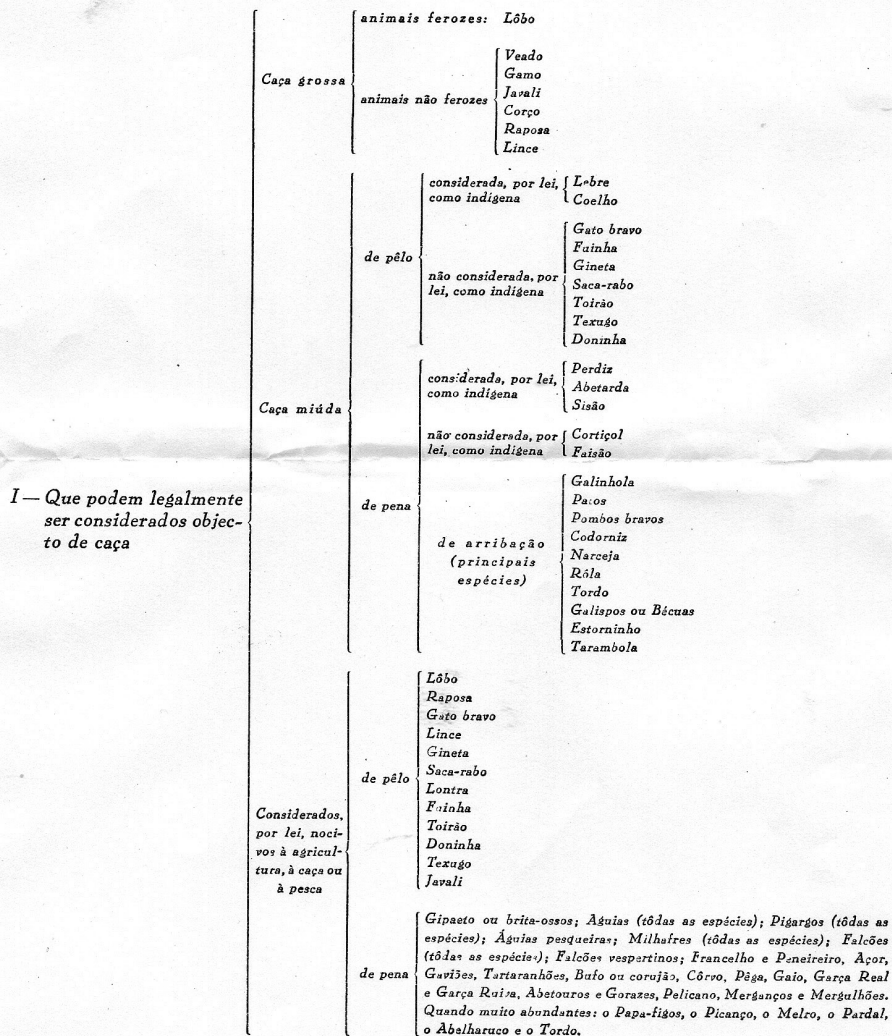 animais ferozes: Lôbo
Caça grossa
animais não ferozes
Veado
Gamo
Javali
Corço
Raposa
Lince
Caça miúda
de pêlo
considerada, por lei,
como indígena
Lebre
Coelho
não considerada, por
lei, como indígena
Gato bravo
Fuinha
Gineta
Saca-rabo
Toirão
Texugo
Doninha
de pena
considerada, por lei,
como indígena
Perdiz
Abetarda
Sisão
não considerada, por
lei, como indígena
Cortiçol
Faisão
de arribação
(principais
espécies)
Galinhola
Patos
Pombos bravos
Codorniz
Narceja
Rôla
Tordo
Galispos ou Bécuas
Estorninho
Tarambola
I — Que podem legalmente
ser considerados objec-
to de caça
Considerados,
por lei, noci-
vos à agricul-
tura, à caça ou
à pesca
de pêlo
Lôbo
Raposa
Gato bravo
Lince
Gineta
Saca-rabo
Lontra
Fuinha
Toirão
Doninha
Texugo
Javali
de pena
Gipaeto ou brita-ossos; Aguias (tôdas as espécies); Pigargos (tôdas as
espécies); Águias pesqueiras; Milhafres (tôdas as espécies); Falcões
(tôdas as espécies); Falcões vespertinos; Francelho e Peneireiro, Açor,
Gaviões, Tartaranhões, Bufo ou corujão, Côrvo, Pêga, Gaio, Garça Real
e Garça Ruiva, Abetouros e Gorazes, Pelicano, Merganços e Mergulhões.
Quando muito abundantes: o Papa-figos, o Picanço, o Melro, o Pardal,
o Abelharuco e o Tordo.